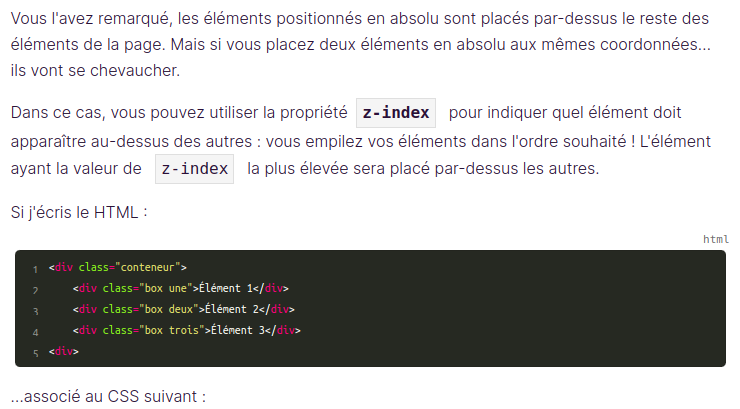 Vous l'avez remarqué, les éléments positionnés en absolu sont placés par-dessus le reste des
éléments de la page. Mais si vous placez deux éléments en absolu aux mêmes coordonnées…
ils vont se chevaucher.
Dans ce cas, vous pouvez utiliser la propriété z-index pour indiquer quel élément doit
apparaître au-dessus des autres : vous empilez vos éléments dans l'ordre souhaité ! L'élément
ayant la valeur de z-index la plus élevée sera placé par-dessus les autres.
Si j'écris le HTML :
html
1 <div class="conteneur">
2     <div class="box une">Élément 1</div>
3     <div class="box deux">Élément 2</div>
4     <div class="box trois">Élément 3</div>
5 <div>
…associé au CSS suivant :